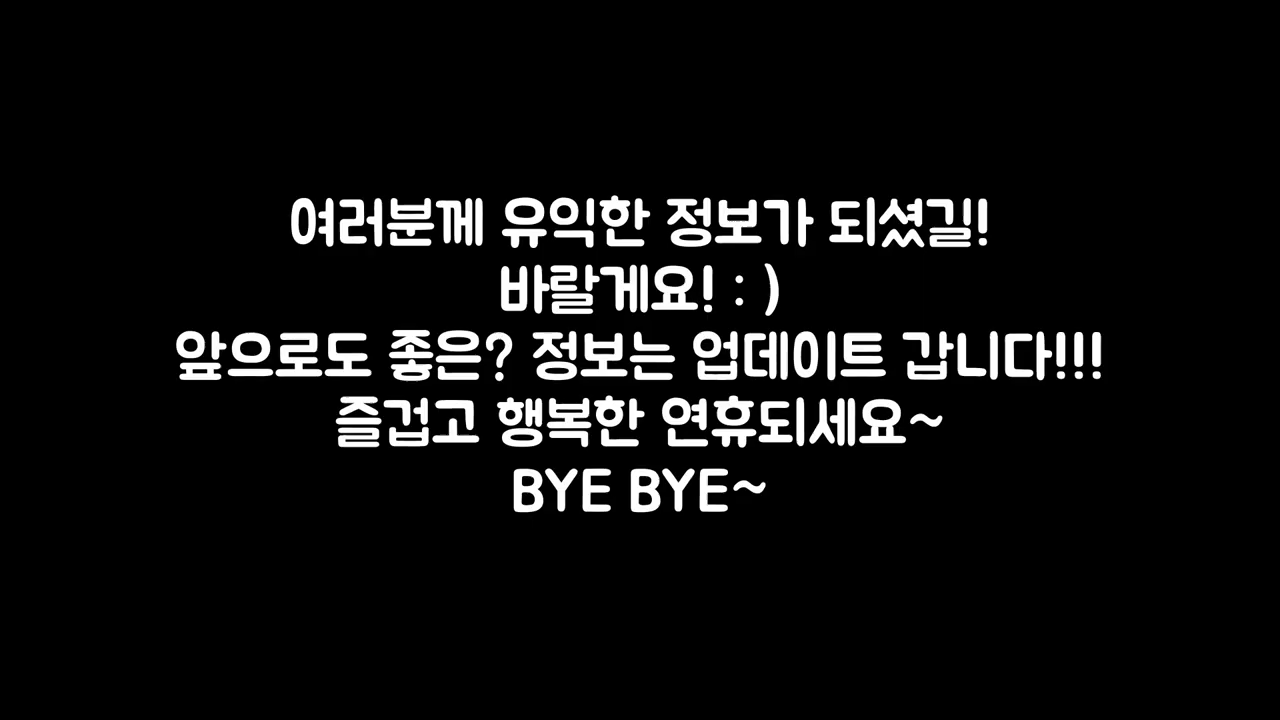 여러분께 유익한 정보가 되셨길!
바랄게요! : )
앞으로도 좋은? 정보는 업데이트 갑니다!!!
즐겁고 행복한 연휴되세요~
BYE BYE~